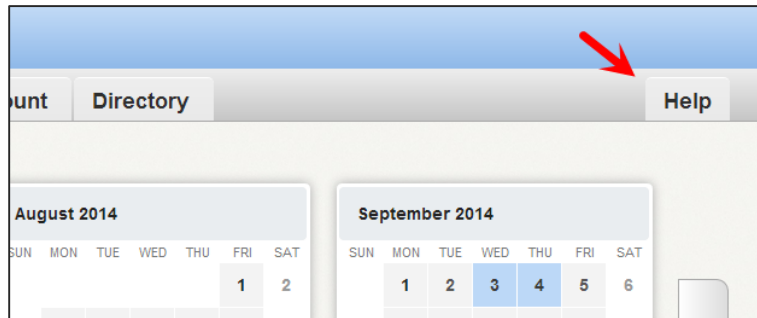 ount Directory Help
August 2014 September 2014
SUN MON TUE WED THU FRI SAT SUN MON TUE WED THU FRI SAT
1 2 1 2 3 4 5 6